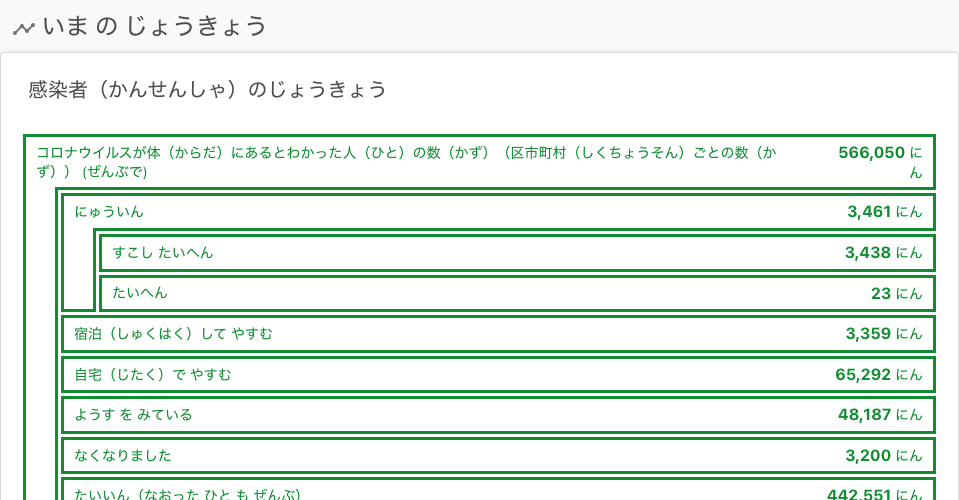 いま の じょうきょう
感染者（かんせんしゃ）のじょうきょう
コロナウイルスが体（からだ）にあるとわかった人（ひと）の数（かず）（区市町村（しくちょうそん）ごとの数（か
ず）） (ぜんぶで)
566,050 に
ん
にゅういん 3,461 にん
すこし たいへん 3,438 にん
たいへん 23 にん
宿泊（しゅくはく）して やすむ 3,359 にん
自宅（じたく）で やすむ 65,292 にん
ようす を みている 48,187 にん
なくなりました 3,200 にん
たいいん（なおった ひと も ぜんぶ） 442,551 にん